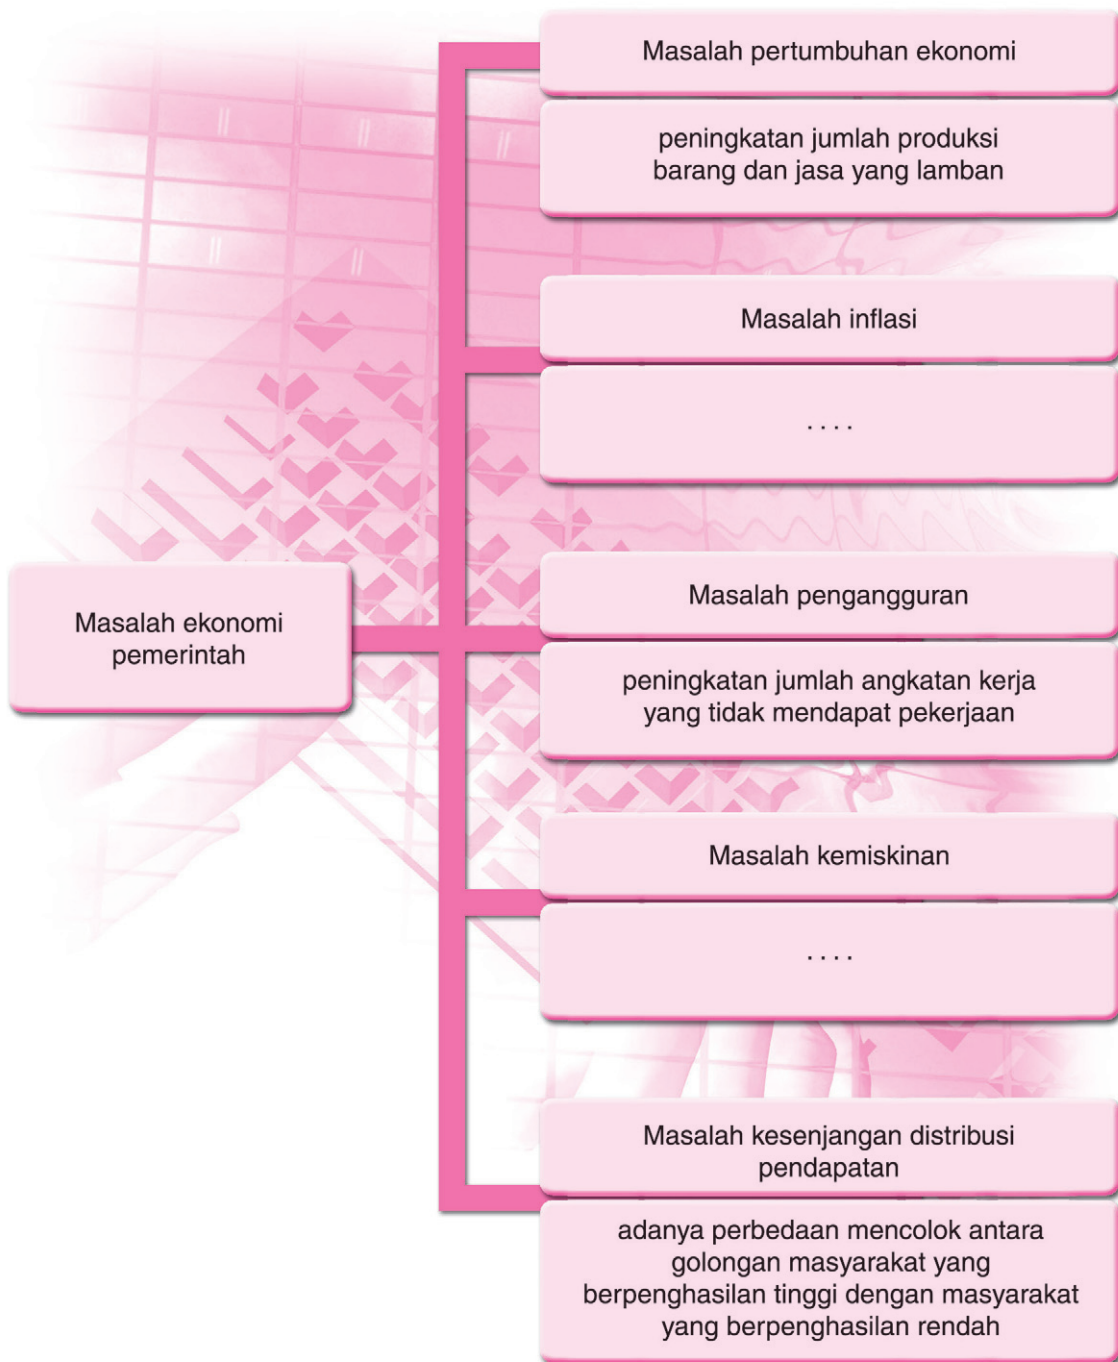 Masalah pertumbuhan ekonomi
peningkatan jumlah produksi
barang dan jasa yang lamban
Masalah inflasi
. . . .
Masalah ekonomi
pemerintah
Masalah pengangguran
peningkatan jumlah angkatan kerja
yang tidak mendapat pekerjaan
Masalah kemiskinan
. . . .
Masalah kesenjangan distribusi
pendapatan
adanya perbedaan mencolok antara
golongan masyarakat yang
berpenghasilan tinggi dengan masyarakat
yang berpenghasilan rendah